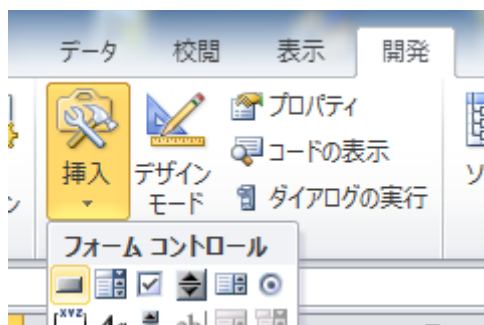 データ 校閲 表示 開発
挿入
デザイン
モード
プロパティ
コードの表示
ダイアログの実行
フォーム コントロール